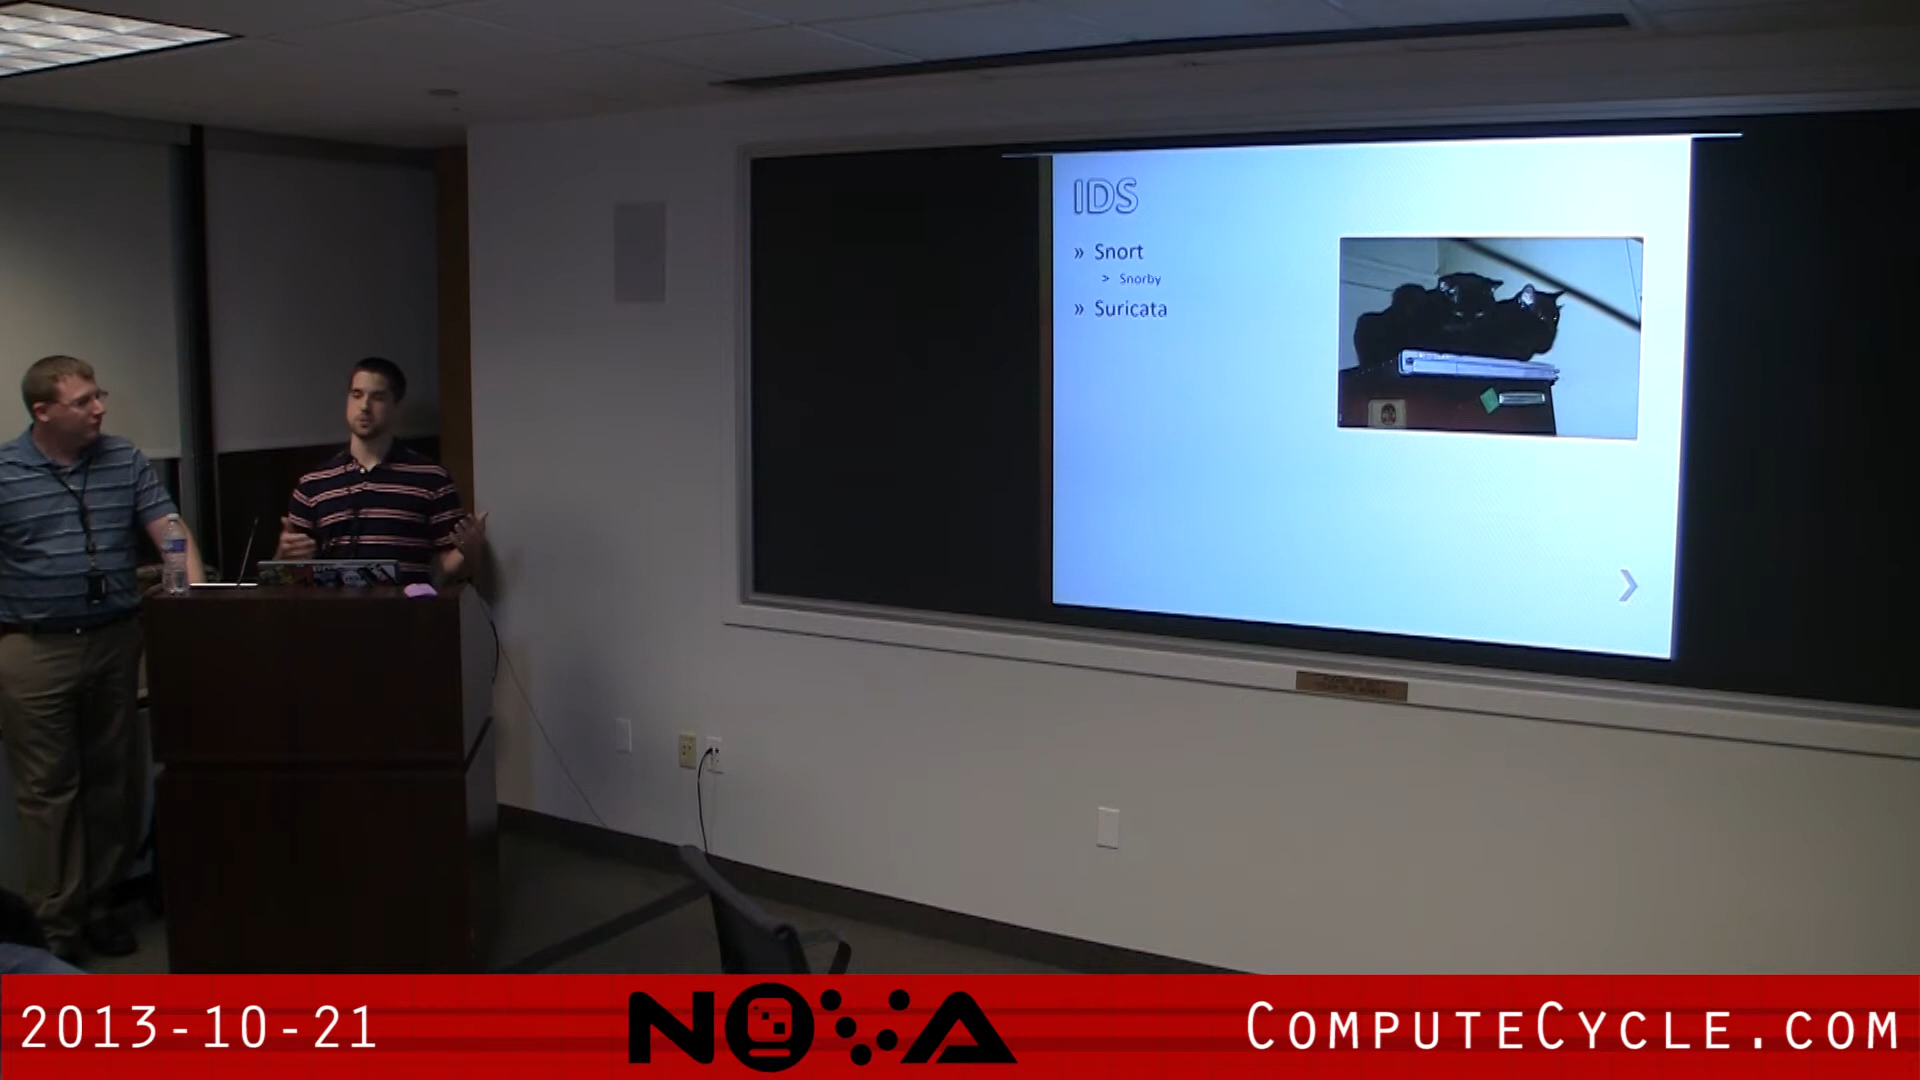 IDS
» Snort
> Snorby
» Suricata
2013-10-21
NOVA
COMPUTECYCLE.COM